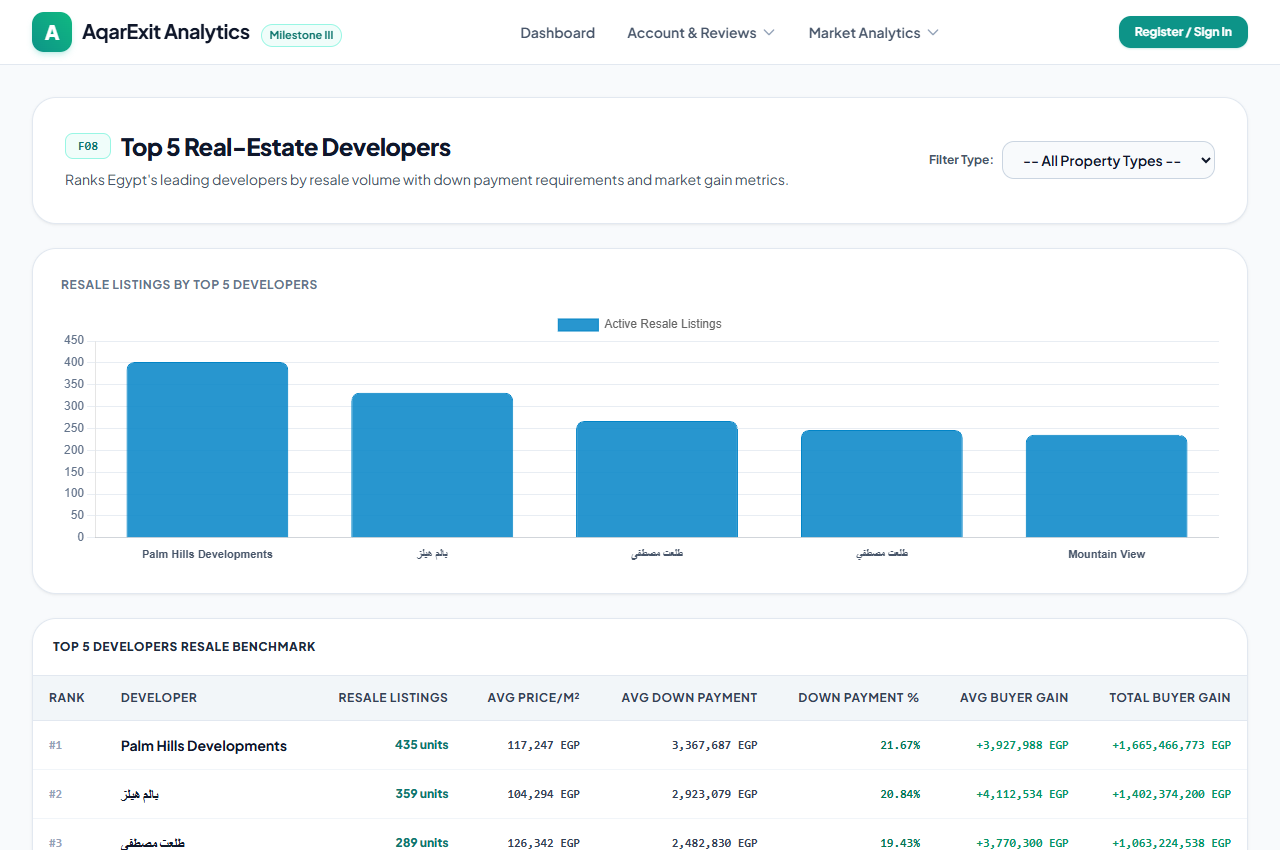 A AqarExit Analytics Milestone III Dashboard Account & Reviews Market Analytics Register / Sign In
F08 Top 5 Real-Estate Developers
Filter Type: -- All Property Types --
Ranks Egypt's leading developers by resale volume with down payment requirements and market gain metrics.
RESALE LISTINGS BY TOP 5 DEVELOPERS
Active Resale Listings
450
400
350
300
250
200
150
100
50
0
Palm Hills Developments بالم هيلز طلعت مصطفى طلعت مصطفي Mountain View
TOP 5 DEVELOPERS RESALE BENCHMARK
RANK DEVELOPER RESALE LISTINGS AVG PRICE/M² AVG DOWN PAYMENT DOWN PAYMENT % AVG BUYER GAIN TOTAL BUYER GAIN
#1 Palm Hills Developments 435 units 117,247 EGP 3,367,687 EGP 21.67% +3,927,988 EGP +1,665,466,773 EGP
#2 بالم هيلز 359 units 104,294 EGP 2,923,079 EGP 20.84% +4,112,534 EGP +1,402,374,200 EGP
#3 طلعت مصطفى 289 units 126,342 EGP 2,482,830 EGP 19.43% +3,770,300 EGP +1,063,224,538 EGP